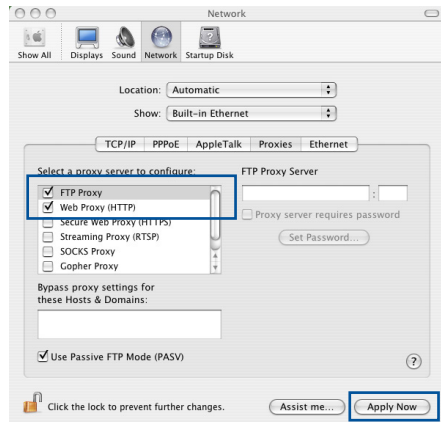 Network
Show All Displays Sound Network Startup Disk
Location: Automatic
Show: Built-in Ethernet
TCP/IP PPPoE AppleTalk Proxies Ethernet
Select a proxy server to configure: FTP Proxy Server
FTP Proxy
:
Web Proxy (HTTP)
Proxy server requires password
Secure Web Proxy (HTTPS)
Streaming Proxy (RTSP) Set Password...
SOCKS Proxy
Gopher Proxy
Bypass proxy settings for
these Hosts & Domains:
Use Passive FTP Mode (PASV) ?
Click the lock to prevent further changes. Assist me... Apply Now